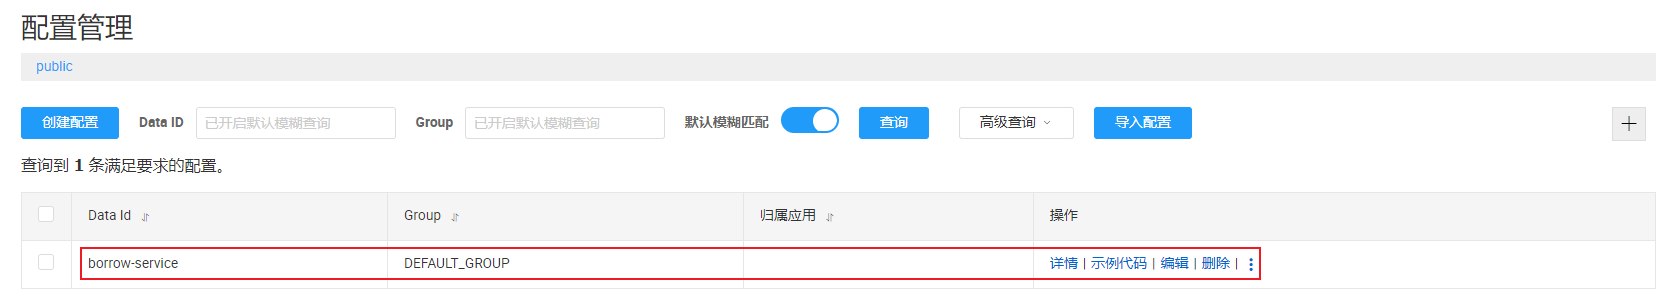 配置管理
public
创建配置 Data ID 已开启默认模糊查询 Group 已开启默认模糊查询 默认模糊匹配 查询 高级查询 导入配置
查询到 1 条满足要求的配置。
Data Id Group 归属应用 操作
borrow-service DEFAULT_GROUP 详情 | 示例代码 | 编辑 | 删除 |